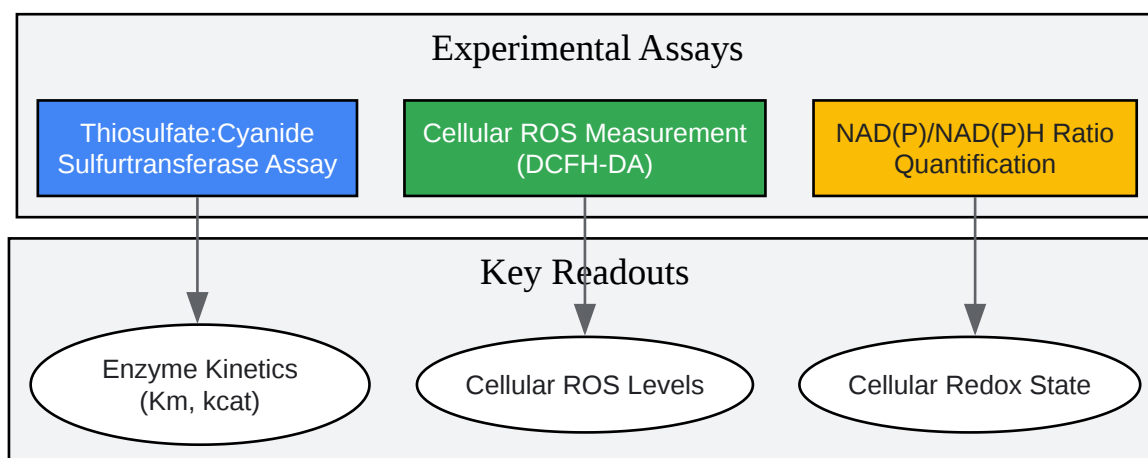 Experimental Assays
Thiosulfate:Cyanide
Sulfurtransferase Assay
Cellular ROS Measurement
(DCFH-DA)
NAD(P)/NAD(P)H Ratio
Quantification
Key Readouts
Enzyme Kinetics
(Km, kcat)
Cellular ROS Levels
Cellular Redox State